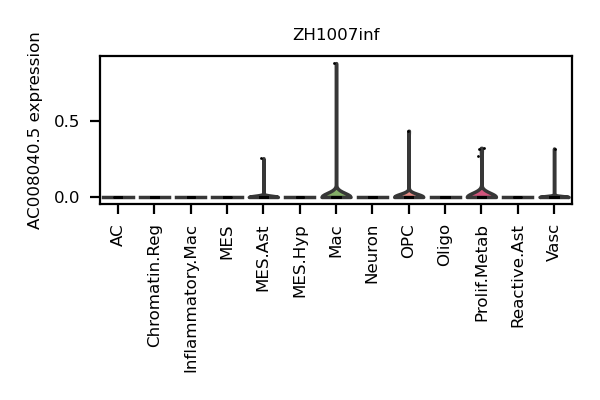 ZH1007inf
AC008040.5 expression
0.5
0.0
AC
Chromatin.Reg
Inflammatory.Mac
MES
MES.Ast
MES.Hyp
Mac
Neuron
OPC
Oligo
Prolif.Metab
Reactive.Ast
Vasc